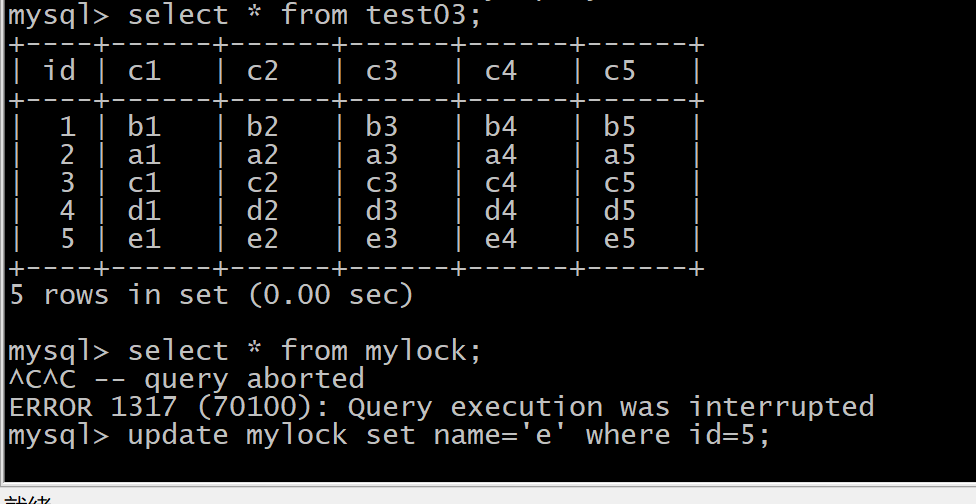 mysql> select * from test03;
+----+------+------+------+------+------+
| id | c1   | c2   | c3   | c4   | c5   |
+----+------+------+------+------+------+
|  1 | b1   | b2   | b3   | b4   | b5   |
|  2 | a1   | a2   | a3   | a4   | a5   |
|  3 | c1   | c2   | c3   | c4   | c5   |
|  4 | d1   | d2   | d3   | d4   | d5   |
|  5 | e1   | e2   | e3   | e4   | e5   |
+----+------+------+------+------+------+
5 rows in set (0.00 sec)
mysql> select * from mylock;
^C^C -- query aborted
ERROR 1317 (70100): Query execution was interrupted
mysql> update mylock set name='e' where id=5;
就绪